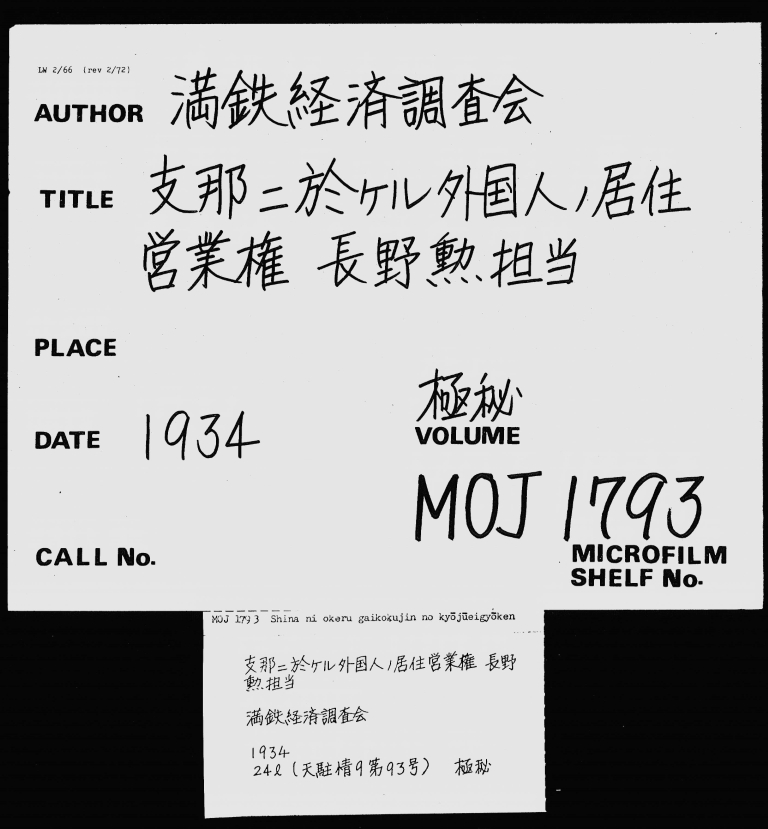 LW 2/66 (rev 2/72)
AUTHOR 満鉄経済調査会
TITLE 支那ニ於ケル外国人ノ居住
営業権 長野勲担当
PLACE
極秘
DATE 1934 VOLUME
MOJ 1793
CALL No. MICROFILM
SHELF No.
MOJ 1793 Shina ni okeru gaikokujin no kyōjūeigyōken
支那ニ於ケル外国人ノ居住営業権 長野
勲担当
満鉄経済調査会
1934
24l (天駐情9第93号) 極秘